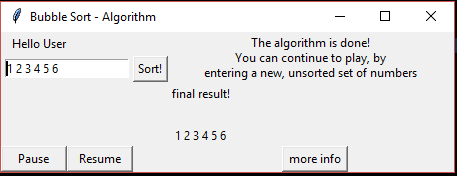 Bubble Sort - Algorithm
Hello User
The algorithm is done!
You can continue to play, by
entering a new, unsorted set of numbers
1 2 3 4 5 6
Sort!
final result!
1 2 3 4 5 6
Pause
Resume
more info